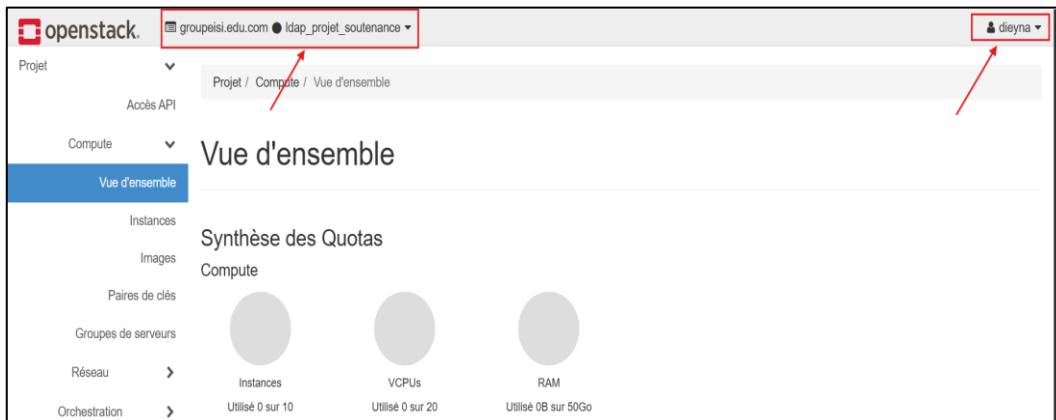 openstack. groupeisi.edu.com ● ldap_projet_soutenance dieyna
Projet
Accès API
Compute
Vue d'ensemble
Instances
Images
Paires de clés
Groupes de serveurs
Réseau
Orchestration
Projet / Compute / Vue d'ensemble
Vue d'ensemble
Synthèse des Quotas
Compute
Instances VCPUs RAM
Utilisé 0 sur 10 Utilisé 0 sur 20 Utilisé 0B sur 50Go